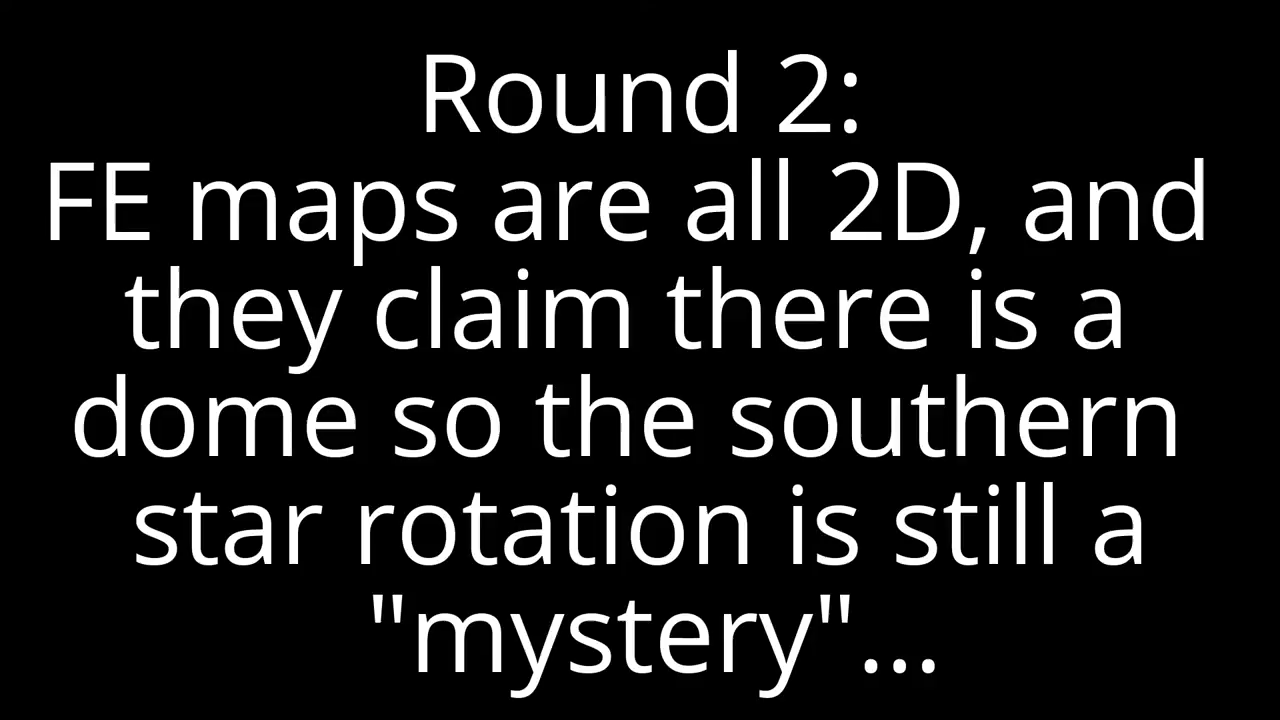 Round 2:
FE maps are all 2D, and
they claim there is a
dome so the southern
star rotation is still a
"mystery"...